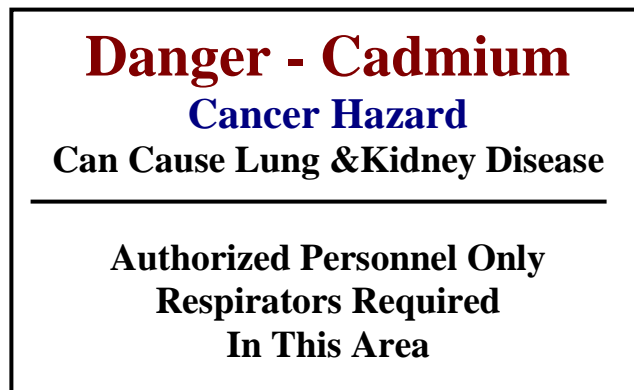 Danger - Cadmium
Cancer Hazard
Can Cause Lung &Kidney Disease
Authorized Personnel Only
Respirators Required
In This Area